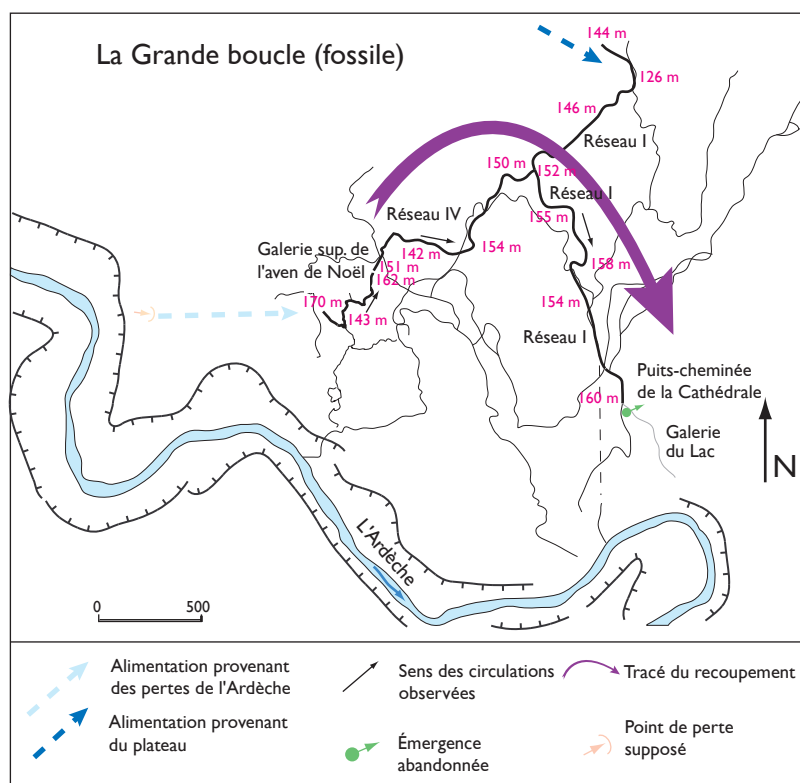 La Grande boucle (fossile)
144 m
126 m
146 m
Réseau I
150 m
152 m
Réseau I
Réseau IV
155 m
Galerie sup. de
l'aven de Noël
142 m
154 m
151 m
162 m
158 m
170 m
143 m
154 m
Réseau I
Puits-cheminée
de la Cathédrale
160 m
Galerie
du Lac
N
L'Ardèche
0
500
Alimentation provenant
des pertes de l'Ardèche
Alimentation provenant
du plateau
Sens des circulations
observées
Émergence
abandonnée
Tracé du recoupement
Point de perte
supposé